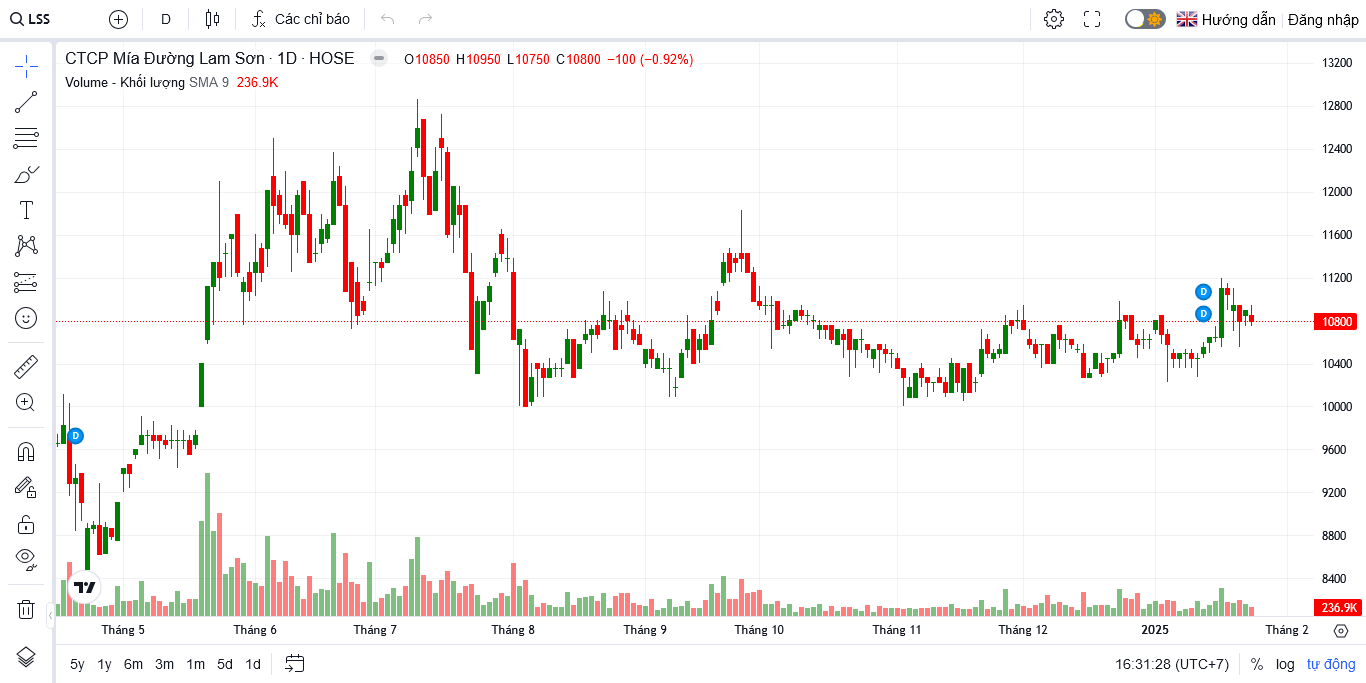 LSS D Các chỉ báo Hướng dẫn Đăng nhập
CTCP Mía Đường Lam Sơn · 1D · HOSE O10850 H10950 L10750 C10800 −100 (−0.92%)
Volume - Khối lượng SMA 9 236.9K
13200
12800
12400
12000
11600
11200
D
D
10800
10400
10000
D
9600
9200
8800
8400
236.9K
Tháng 5 Tháng 6 Tháng 7 Tháng 8 Tháng 9 Tháng 10 Tháng 11 Tháng 12 2025 Tháng 2
5y 1y 6m 3m 1m 5d 1d 16:31:28 (UTC+7) % log tự động